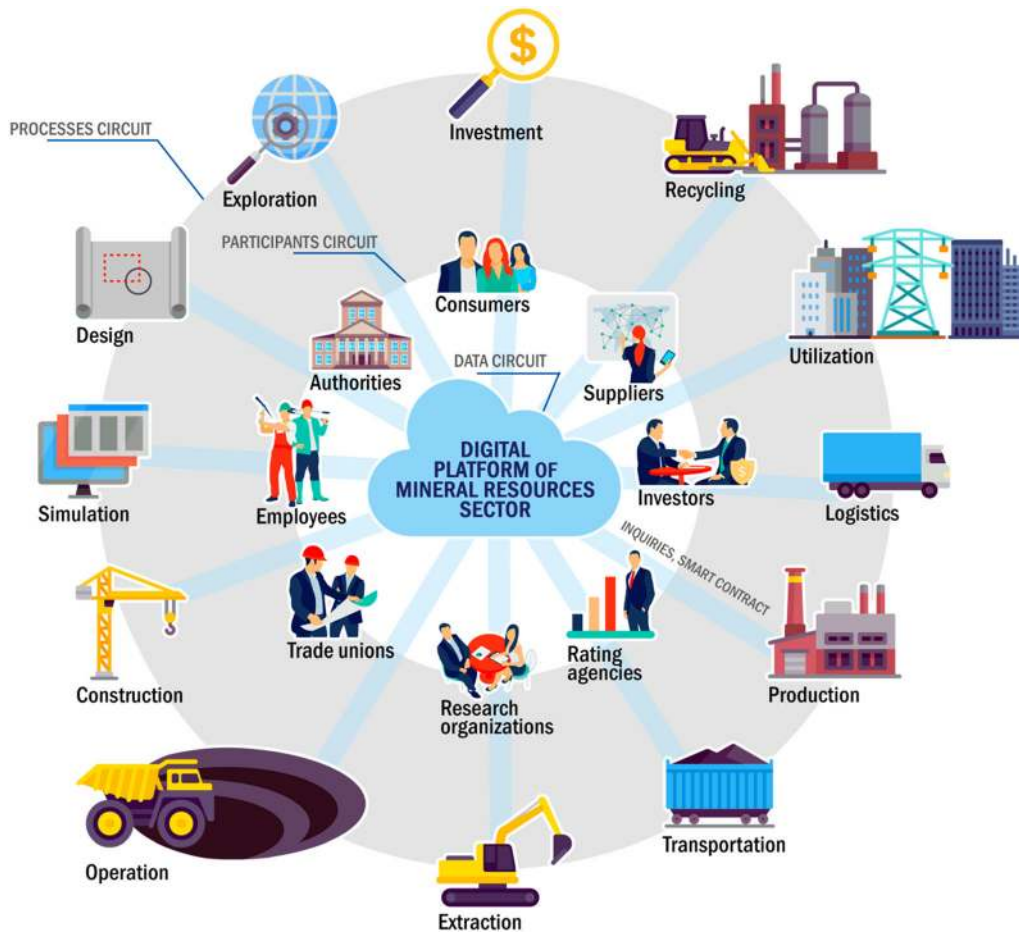 $
Investment
PROCESSES CIRCUIT
Exploration
Recycling
PARTICIPANTS CIRCUIT
Consumers
Design
Authorities
DATA CIRCUIT
Suppliers
Utilization
DIGITAL
PLATFORM OF
MINERAL RESOURCES
SECTOR
Simulation
Employees
Investors
$
Logistics
INQUIRIES, SMART CONTRACT
Trade unions
Rating
agencies
Construction
Production
Research
organizations
Transportation
Operation
Extraction